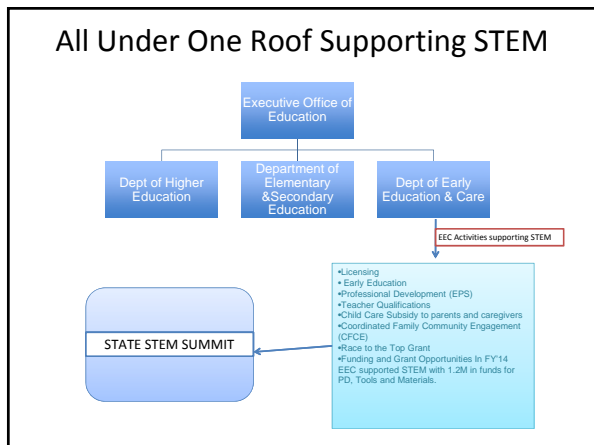 All Under One Roof Supporting STEM
Executive Office of
Education
Dept of Higher
Education
Department of
Elementary
&Secondary
Education
Dept of Early
Education & Care
EEC Activities supporting STEM
•Licensing
• Early Education
•Professional Development (EPS)
•Teacher Qualifications
•Child Care Subsidy to parents and caregivers
•Coordinated Family Community Engagement
(CFCE)
•Race to the Top Grant
•Funding and Grant Opportunities In FY'14
EEC supported STEM with 1.2M in funds for
PD, Tools and Materials.
STATE STEM SUMMIT